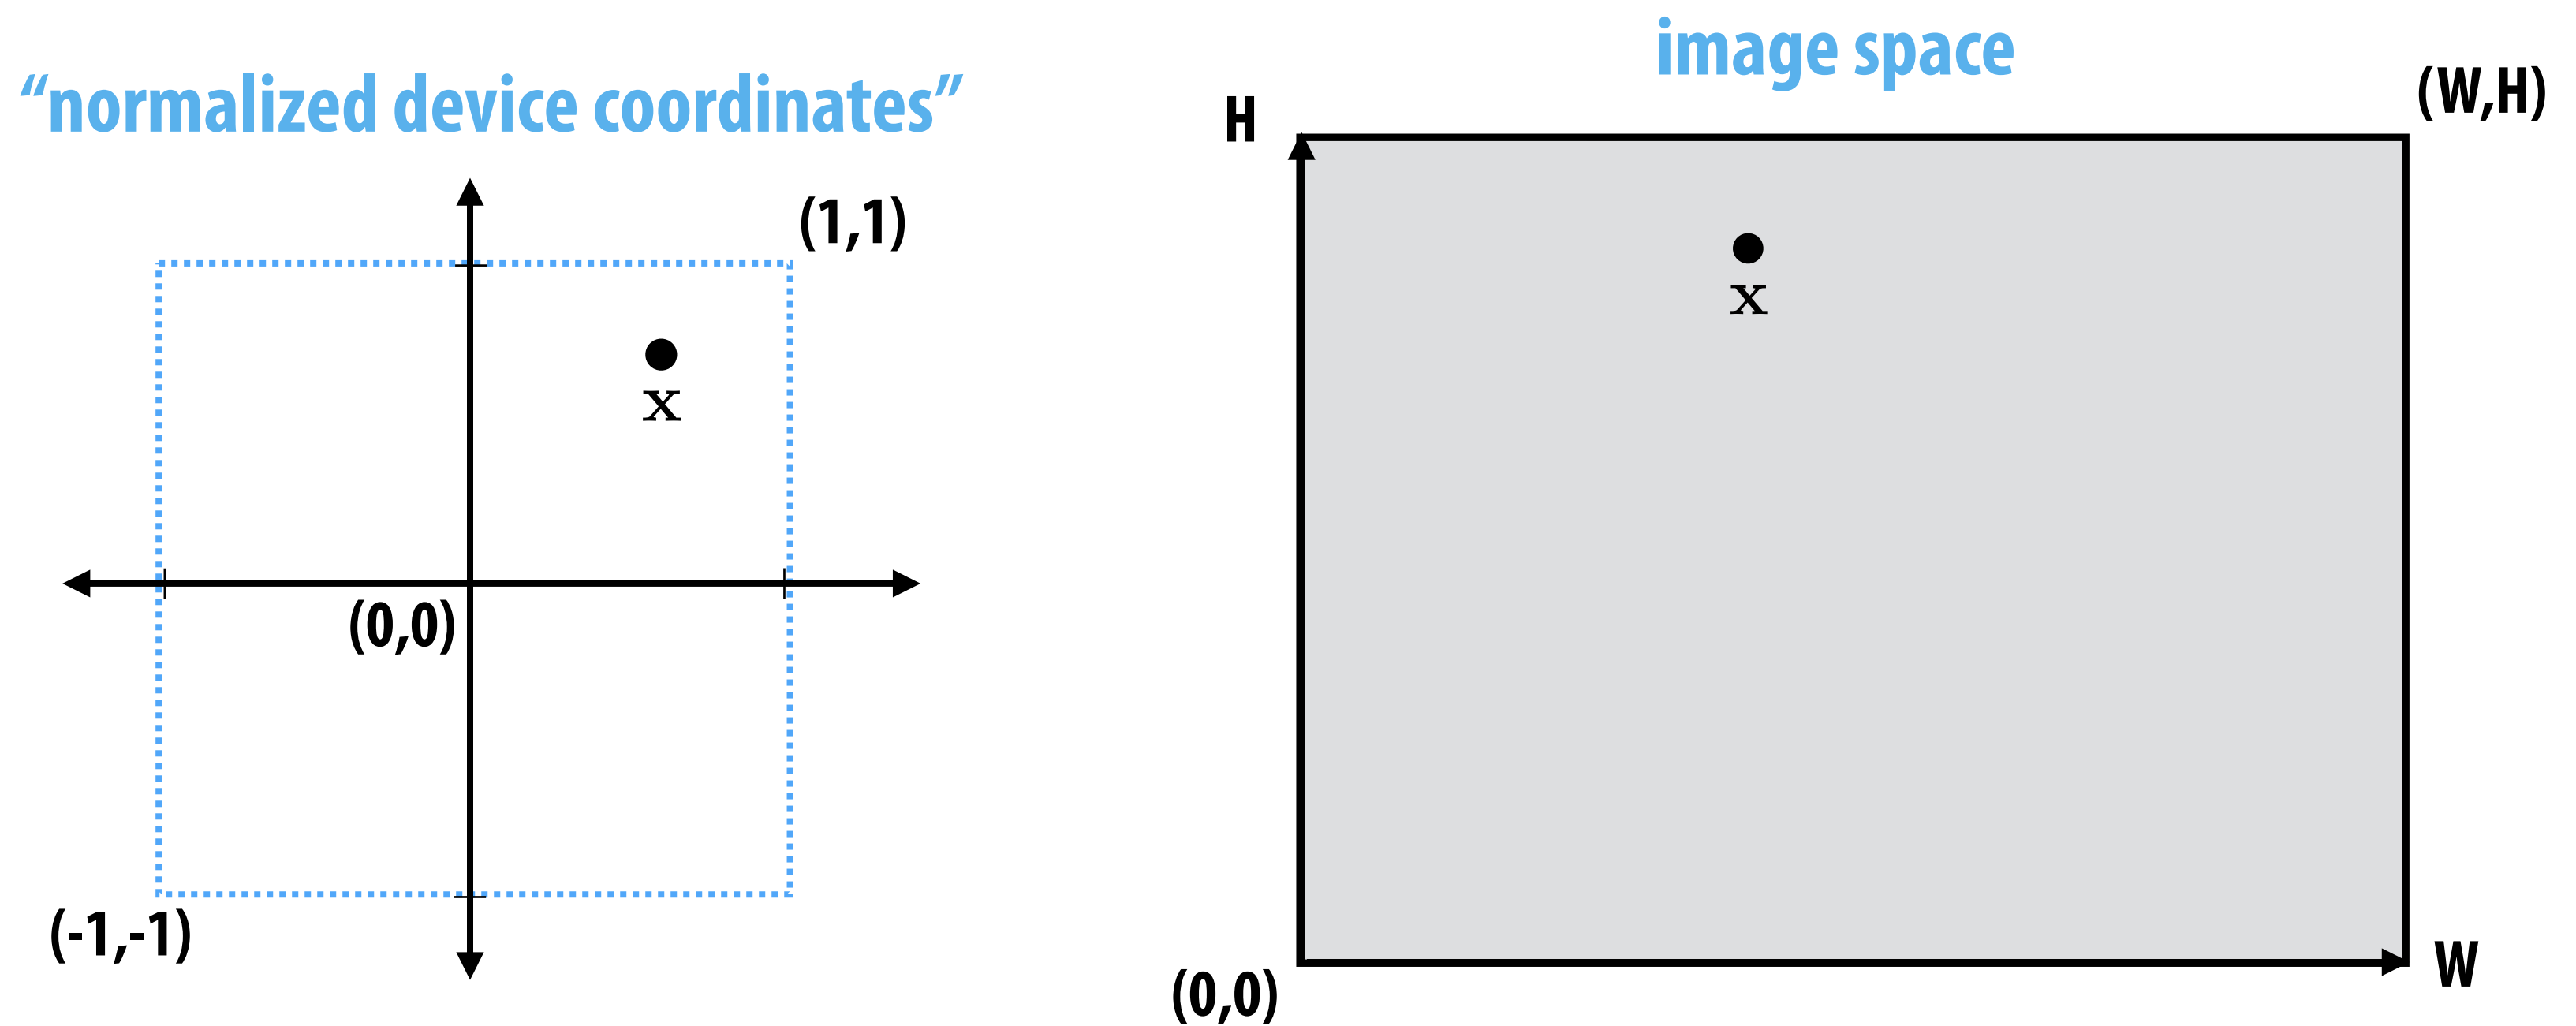 “normalized device coordinates”
(1,1)
x
(0,0)
(-1,-1)
image space
(W,H)
H
x
(0,0)
W